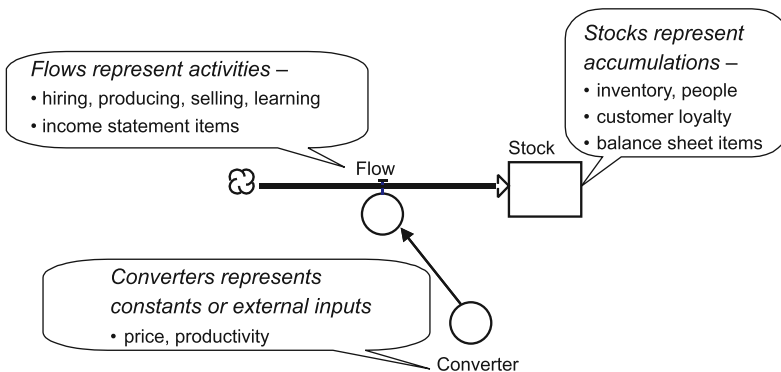 Flows represent activities –
• hiring, producing, selling, learning
• income statement items
Stocks represent
accumulations –
• inventory, people
• customer loyalty
• balance sheet items
Stock
Flow
Converters represents
constants or external inputs
• price, productivity
Converter